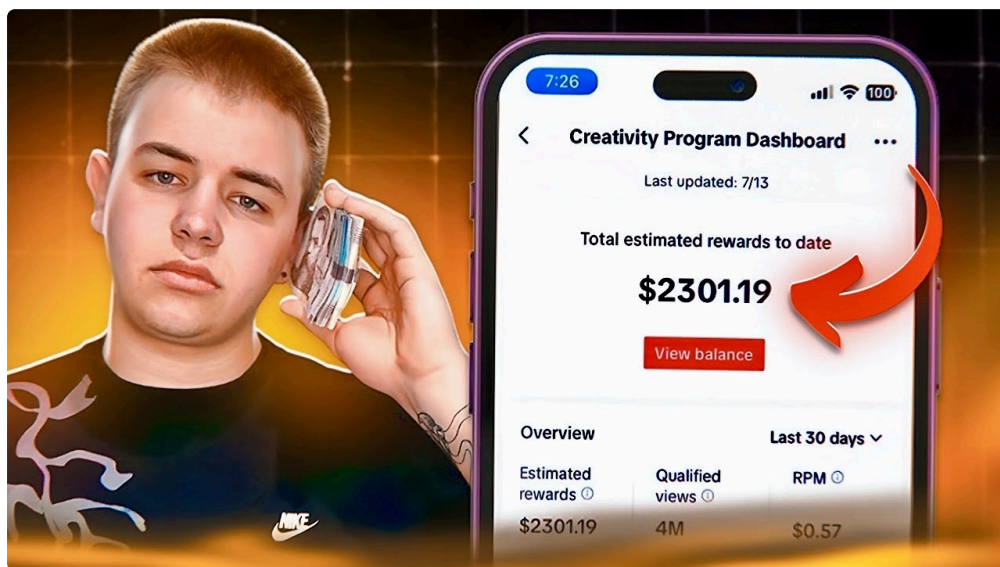 7:26
100
Creativity Program Dashboard
Last updated: 7/13
Total estimated rewards to date
$2301.19
View balance
Overview
Last 30 days
Estimated
rewards
Qualified
views
RPM
$2301.19
4M
$0.57
NIKE